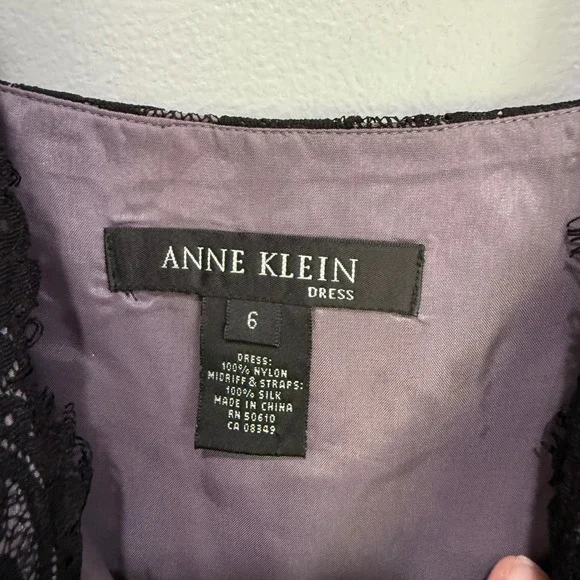 ANNE KLEIN
DRESS
6
DRESS:
100% NYLON
MIDRIFF & STRAPS:
100% SILK
MADE IN CHINA
RN 50610
CA 08349